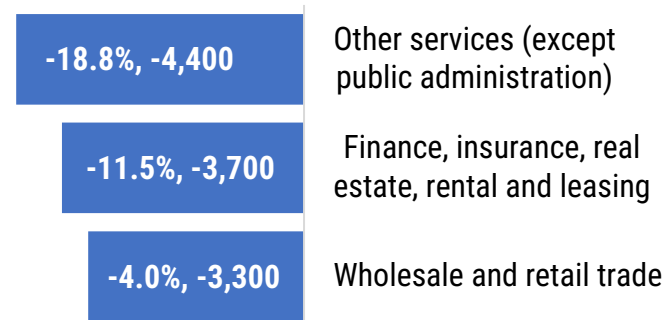 -18.8%, -4,400
Other services (except
public administration)
-11.5%, -3,700
Finance, insurance, real
estate, rental and leasing
-4.0%, -3,300
Wholesale and retail trade